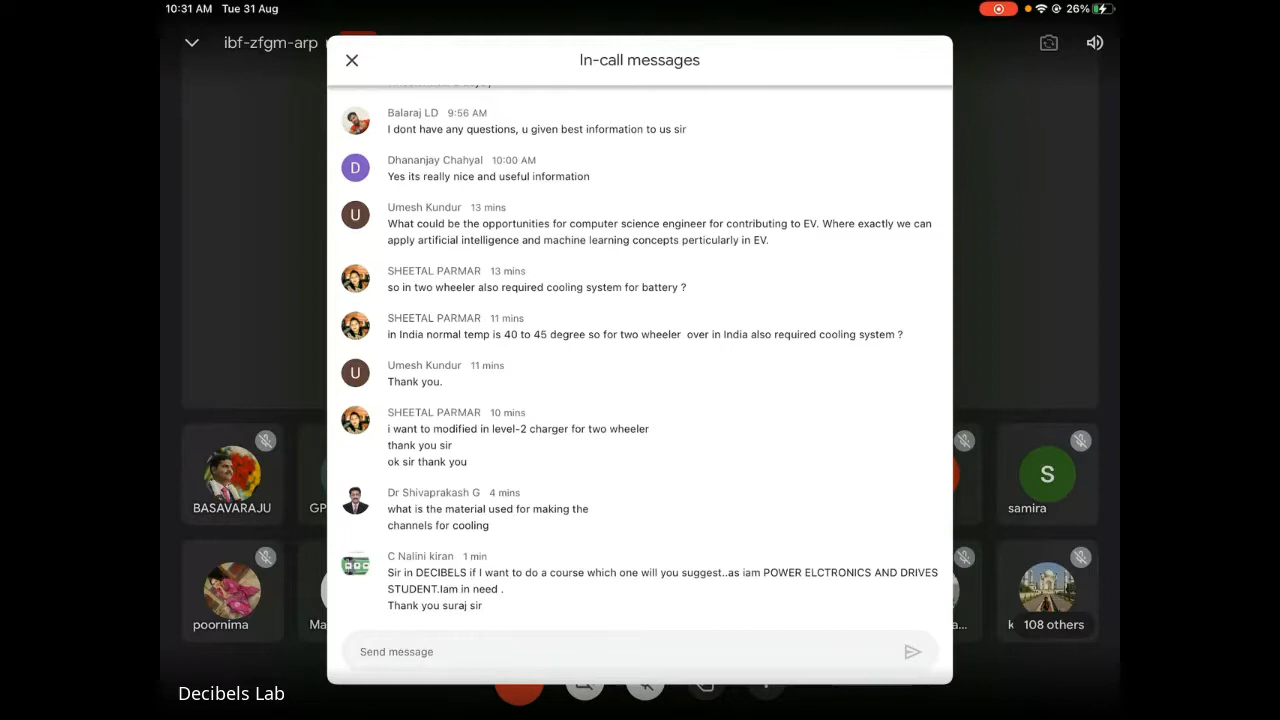 10:31 AM Tue 31 Aug
26%
ibf-zfgm-arp
In-call messages
Balaraj LD 9:56 AM
I dont have any questions, u given best information to us sir
D
Dhananjay Chahyal 10:00 AM
Yes its really nice and useful information
U
Umesh Kundur 13 mins
What could be the opportunities for computer science engineer for contributing to EV. Where exactly we can
apply artificial intelligence and machine learning concepts perticularly in EV.
SHEETAL PARMAR 13 mins
so in two wheeler also required cooling system for battery ?
SHEETAL PARMAR 11 mins
in India normal temp is 40 to 45 degree so for two wheeler over in India also required cooling system ?
U
Umesh Kundur 11 mins
Thank you.
SHEETAL PARMAR 10 mins
i want to modified in level-2 charger for two wheeler
thank you sir
ok sir thank you
Dr Shivaprakash G 4 mins
what is the material used for making the
channels for cooling
C Nalini kiran 1 min
Sir in DECIBELS if I want to do a course which one will you suggest..as iam POWER ELCTRONICS AND DRIVES
STUDENT.Iam in need .
Thank you suraj sir
Send message
BASAVARAJU
GP
S
samira
poornima
Ma
a...
k
108 others
Decibels Lab